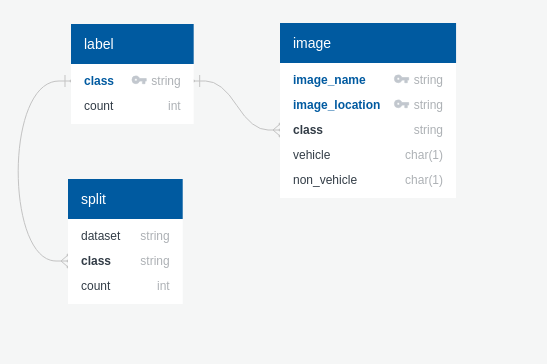 label
class string
count int
image
image_name string
image_location string
class string
vehicle char(1)
non_vehicle char(1)
split
dataset string
class string
count int